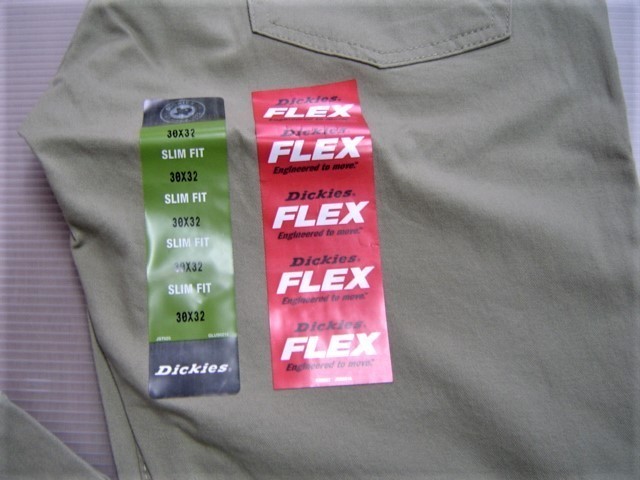 30X32
SLIM FIT
30X32
SLIM FIT
30X32
SLIM FIT
30X32
SLIM FIT
30X32
Dickies
Dickies
FLEX
Dickies
FLEX
Engineered to move.
Dickies
FLEX
Engineered to move.
Dickies
FLEX
Engineered to move.
Dickies
FLEX
Engineered to move.